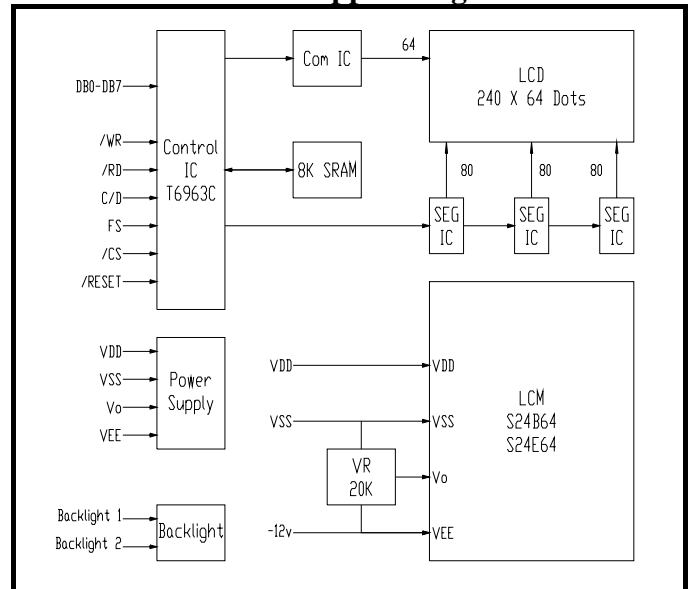 Com IC
64
LCD
240 X 64 Dots
DB0-DB7
/WR
/RD
C/D
FS
/CS
/RESET
Control
IC
T6963C
8K SRAM
80
80
80
SEG
IC
SEG
IC
SEG
IC
VDD
VSS
Vo
VEE
Power
Supply
VDD
VSS
VR
20K
-12v
VDD
VSS
Vo
VEE
LCM
S24B64
S24E64
Backlight 1
Backlight 2
Backlight